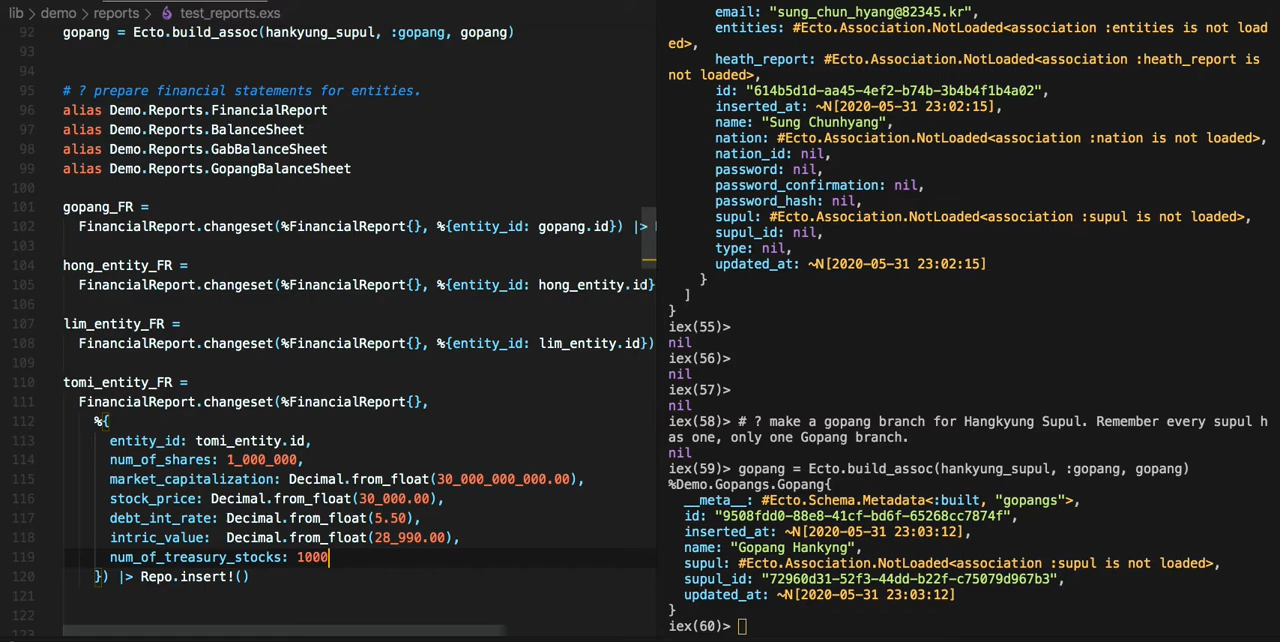 lib > demo > reports > test_reports.exs
92 gopang = Ecto.build_assoc(hankyung_supul, :gopang, gopang)
93
94
95 # ? prepare financial statements for entities.
96 alias Demo.Reports.FinancialReport
97 alias Demo.Reports.BalanceSheet
98 alias Demo.Reports.GabBalanceSheet
99 alias Demo.Reports.GopangBalanceSheet
100
101 gopang_FR =
102 FinancialReport.changeset(%FinancialReport{}, %{entity_id: gopang.id}) |>
103
104 hong_entity_FR =
105 FinancialReport.changeset(%FinancialReport{}, %{entity_id: hong_entity.id}
106
107 lim_entity_FR =
108 FinancialReport.changeset(%FinancialReport{}, %{entity_id: lim_entity.id})
109
110 tomi_entity_FR =
111 FinancialReport.changeset(%FinancialReport{},
112 %{
113 entity_id: tomi_entity.id,
114 num_of_shares: 1_000_000,
115 market_capitalization: Decimal.from_float(30_000_000_000.00),
116 stock_price: Decimal.from_float(30_000.00),
117 debt_int_rate: Decimal.from_float(5.50),
118 intric_value:  Decimal.from_float(28_990.00),
119 num_of_treasury_stocks: 1000
120 }) |> Repo.insert!()
121
122
123
email: "sung_chun_hyang@82345.kr",
entities: #Ecto.Association.NotLoaded<association :entities is not load
ed>,
heath_report: #Ecto.Association.NotLoaded<association :heath_report is
not loaded>,
id: "614b5d1d-aa45-4ef2-b74b-3b4b4f1b4a02",
inserted_at: ~N[2020-05-31 23:02:15],
name: "Sung Chunhyang",
nation: #Ecto.Association.NotLoaded<association :nation is not loaded>,
nation_id: nil,
password: nil,
password_confirmation: nil,
password_hash: nil,
supul: #Ecto.Association.NotLoaded<association :supul is not loaded>,
supul_id: nil,
type: nil,
updated_at: ~N[2020-05-31 23:02:15]
}
]
}
iex(55)>
nil
iex(56)>
nil
iex(57)>
nil
iex(58)> # ? make a gopang branch for Hangkyung Supul. Remember every supul h
as one, only one Gopang branch.
nil
iex(59)> gopang = Ecto.build_assoc(hankyung_supul, :gopang, gopang)
%Demo.Gopangs.Gopang{
__meta__: #Ecto.Schema.Metadata<:built, "gopangs">,
id: "9508fdd0-88e8-41cf-bd6f-65268cc7874f",
inserted_at: ~N[2020-05-31 23:03:12],
name: "Gopang Hankyng",
supul: #Ecto.Association.NotLoaded<association :supul is not loaded>,
supul_id: "72960d31-52f3-44dd-b22f-c75079d967b3",
updated_at: ~N[2020-05-31 23:03:12]
}
iex(60)>